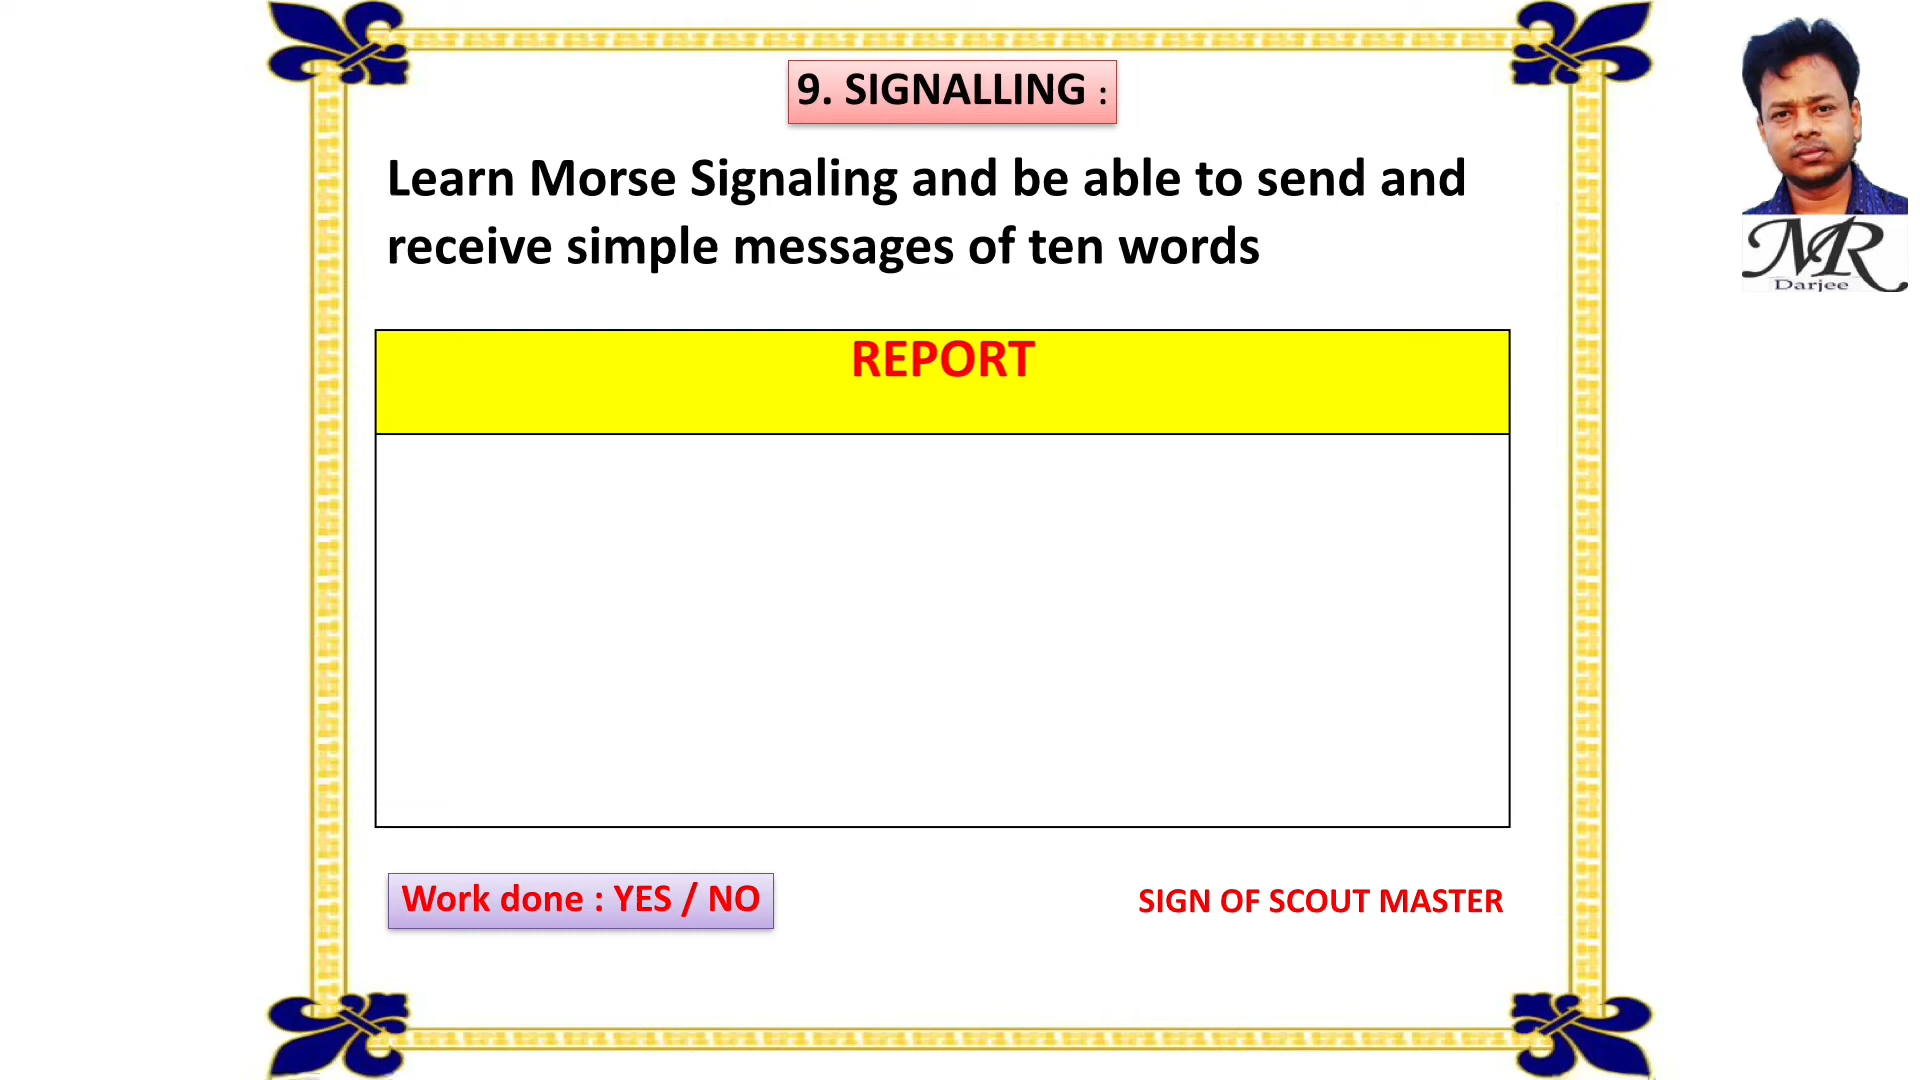 9. SIGNALLING :
Learn Morse Signaling and be able to send and
receive simple messages of ten words
REPORT
Work done : YES / NO
SIGN OF SCOUT MASTER
MR
Darjee